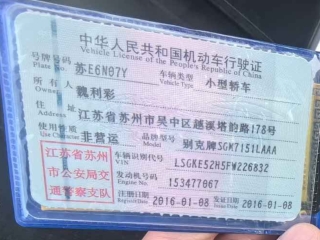 中华人民共和国机动车行驶证
Vehicle License of the People's Republic of China
号牌号码 苏E6N07Y 车辆类型 小型轿车
Plate No. Vehicle Type
所有人 魏利彩
Owner
住址 江苏省苏州市吴中区越溪塔韵路178号
Address
使用性质 非营运 品牌型号 别克牌SGM7151LAAA
Model
江苏省苏州市公安局交通警察支队
车辆识别代号 LSGKE52H5FW226832
VIN
发动机号码 153477067
Engine No.
注册日期 2016-01-08 发证日期 2016-01-08